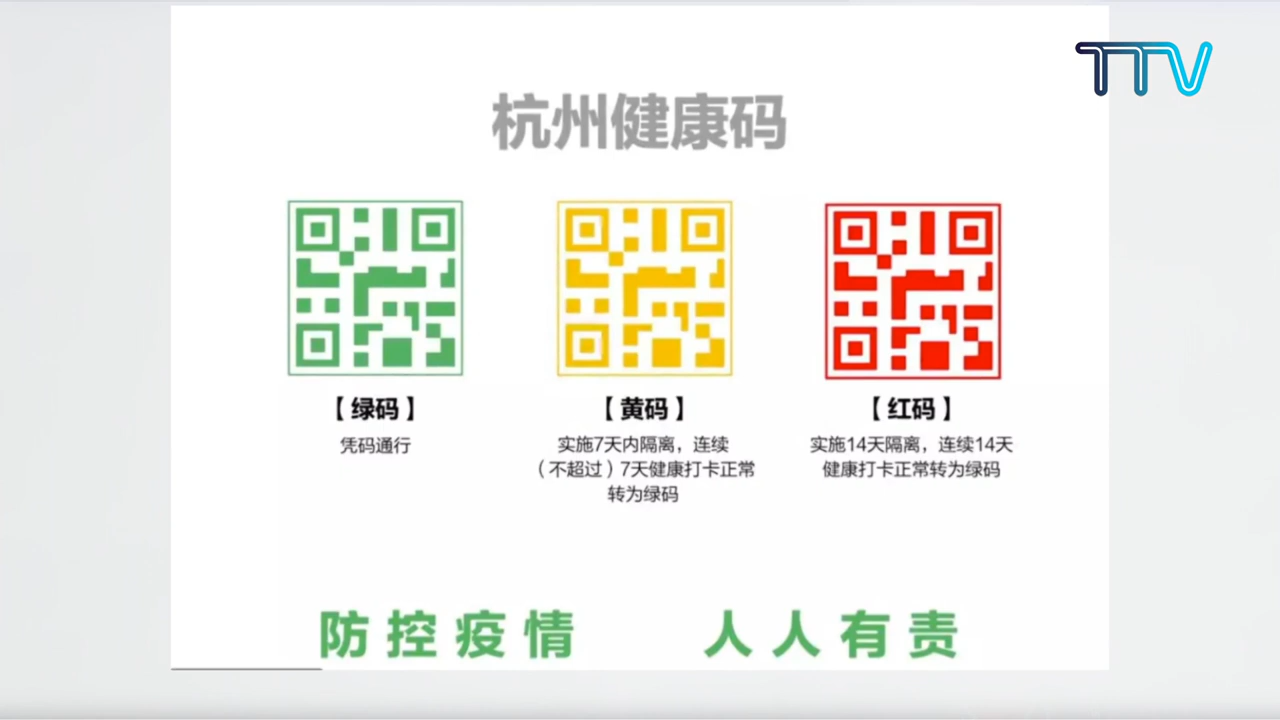 TTV
杭州健康码
【绿码】
凭码通行
【黄码】
实施7天内隔离，连续
（不超过）7天健康打卡正常
转为绿码
【红码】
实施14天隔离，连续14天
健康打卡正常转为绿码
防控疫情 人人有责